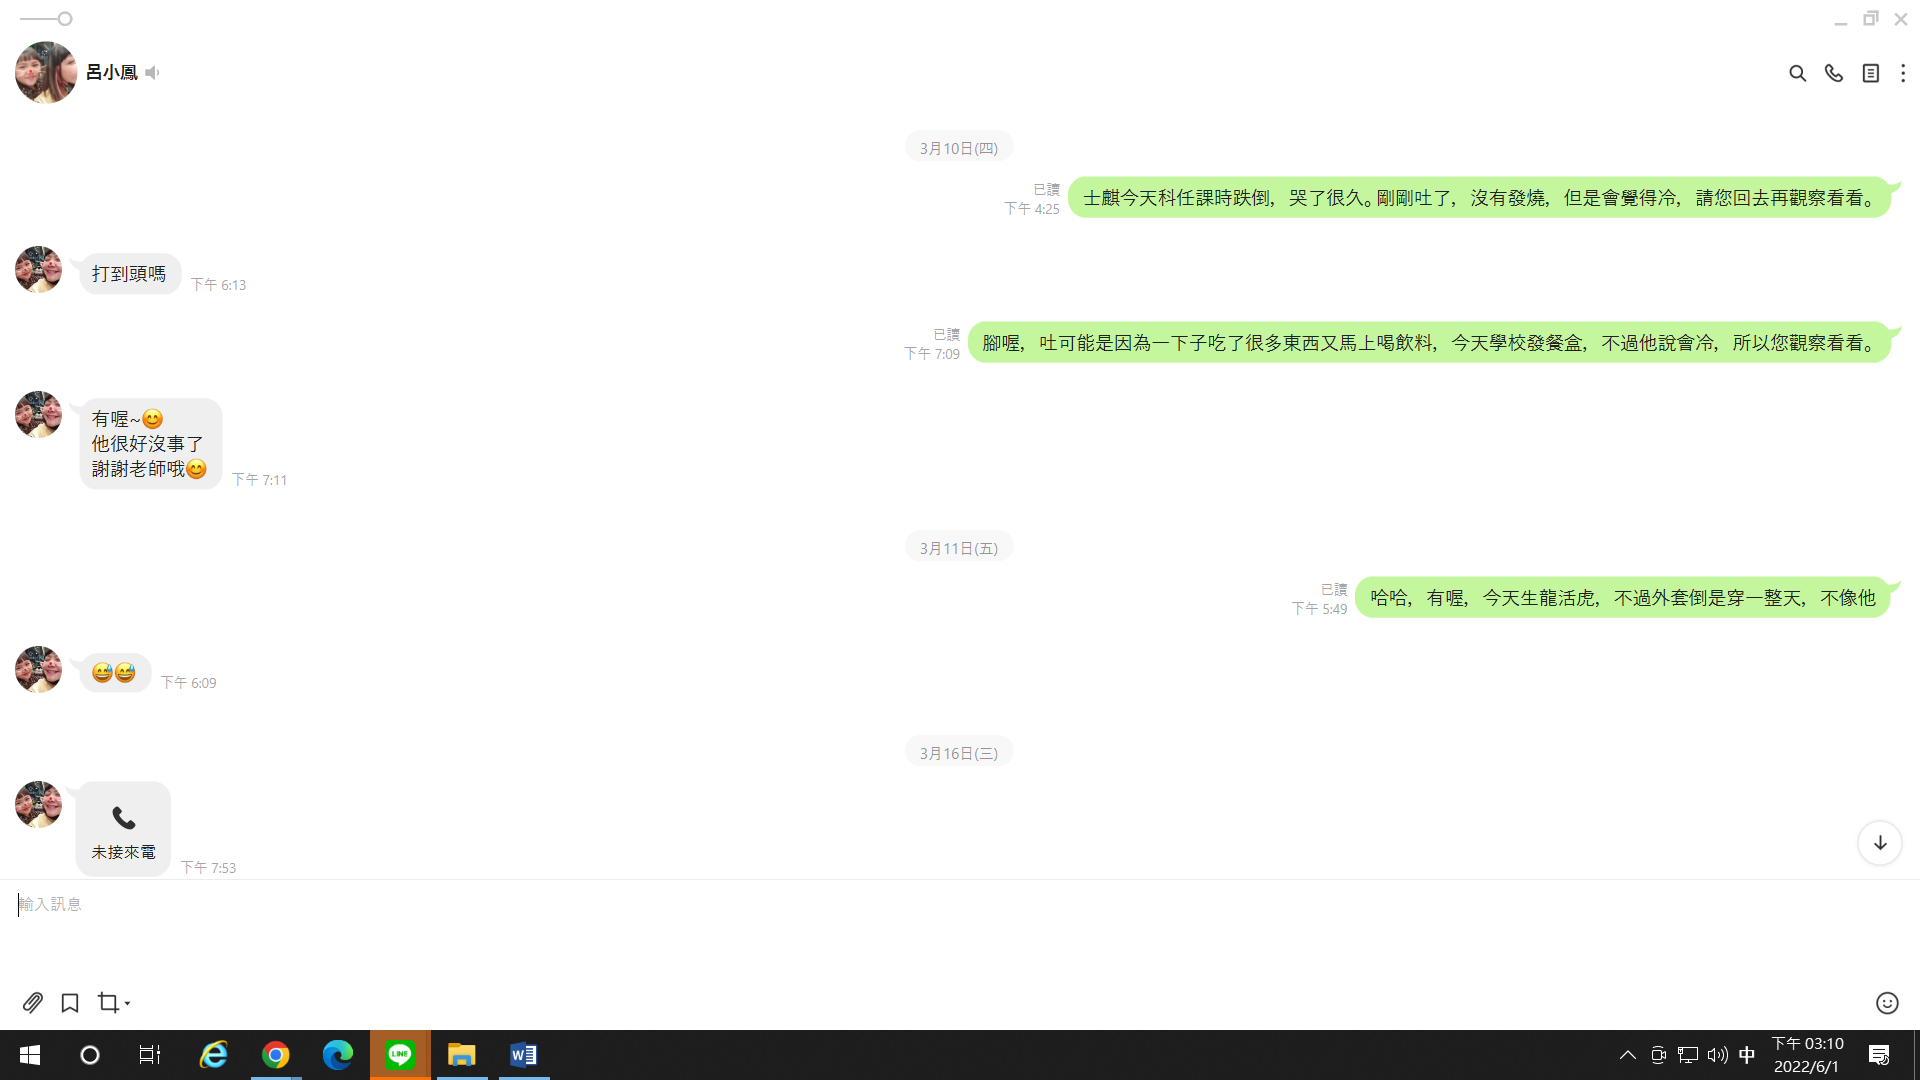 呂小鳳
3月10日(四)
已讀
下午 4:25
士麒今天科任課時跌倒，哭了很久。剛剛吐了，沒有發燒，但是會覺得冷，請您回去再觀察看看。
打到頭嗎
下午 6:13
已讀
下午 7:09
腳喔，吐可能是因為一下子吃了很多東西又馬上喝飲料，今天學校發餐盒，不過他說會冷，所以您觀察看看。
有喔~😊
他很好沒事了
謝謝老師哦😊
下午 7:11
3月11日(五)
已讀
下午 5:49
哈哈，有喔，今天生龍活虎，不過外套倒是穿一整天，不像他
😅😅
下午 6:09
3月16日(三)
未接來電
下午 7:53
輸入訊息
LINE
中
下午 03:10
2022/6/1